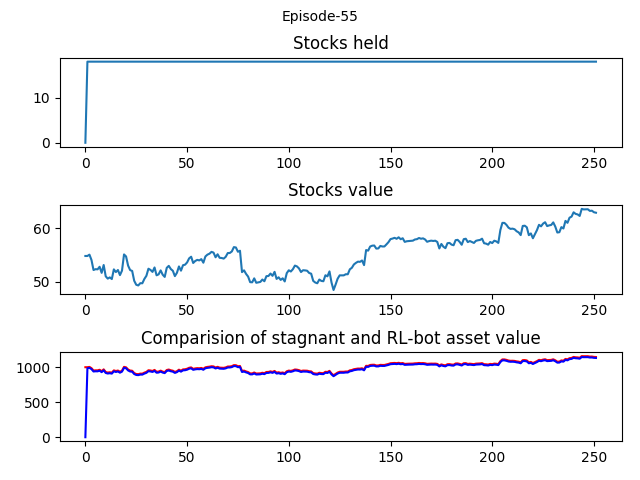 Episode-55
Stocks held
10
0
0 50 100 150 200 250
Stocks value
60
50
0 50 100 150 200 250
Comparision of stagnant and RL-bot asset value
1000
500
0
0 50 100 150 200 250